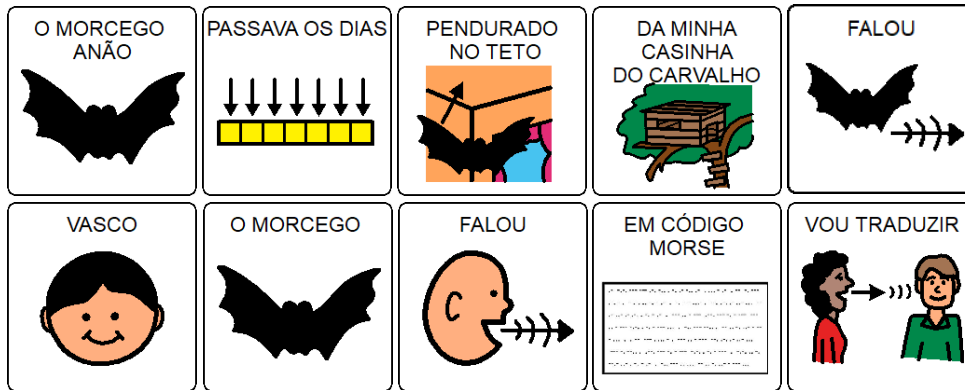 O MORCEGO
ANÃO
PASSAVA OS DIAS
PENDURADO
NO TETO
DA MINHA
CASINHA
DO CARVALHO
FALOU
VASCO
O MORCEGO
FALOU
EM CÓDIGO
MORSE
VOU TRADUZIR